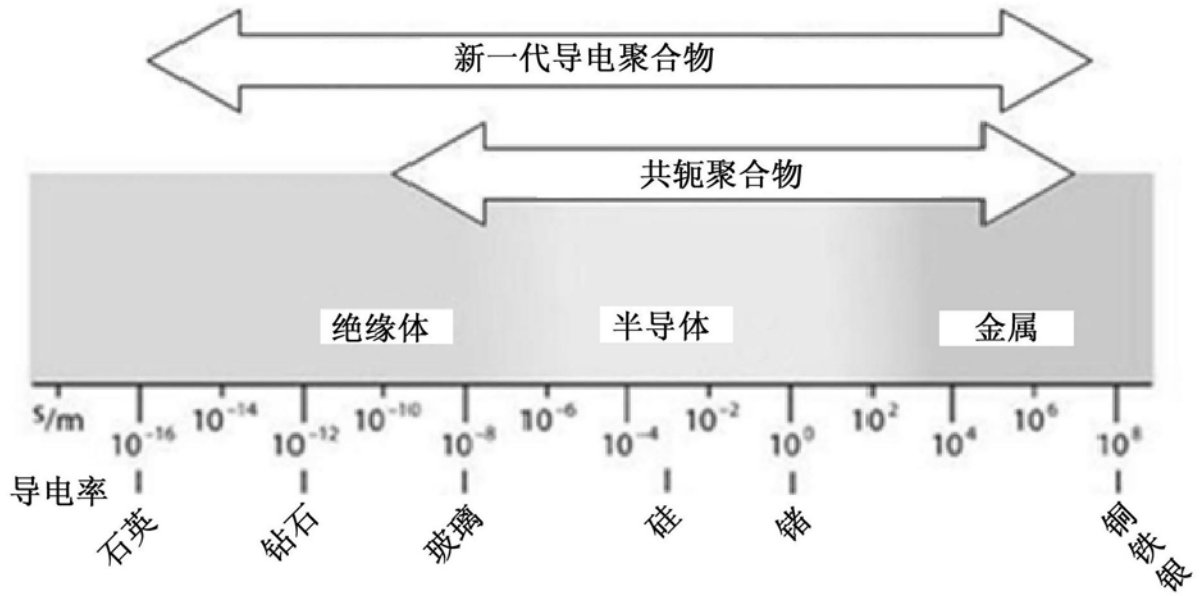 新一代导电聚合物
共轭聚合物
绝缘体 半导体 金属
S/m 10⁻¹⁴ 10⁻¹⁰ 10⁻⁶ 10⁻² 10² 10⁶
10⁻¹⁶ 10⁻¹² 10⁻⁸ 10⁻⁴ 10⁰ 10⁴ 10⁸
导电率
石英 钻石 玻璃 硅 锗 铜
铁
银